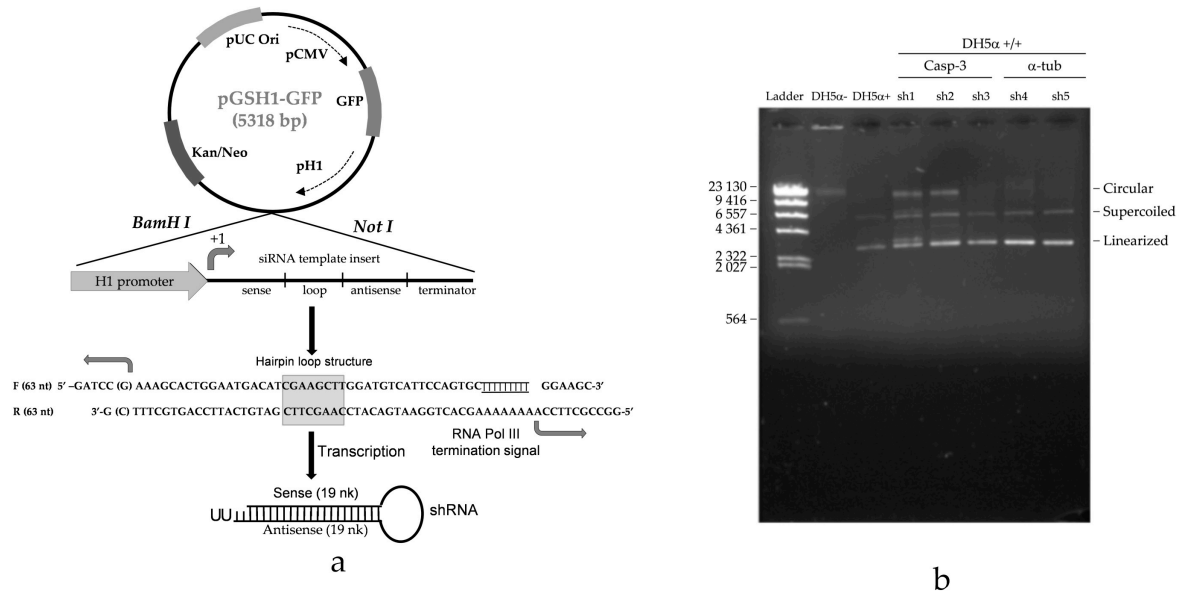 pUC Ori
pCMV
pGSH1-GFP
(5318 bp)
GFP
Kan/Neo
pH1
BamH I
Not I
+1
siRNA template insert
H1 promoter
sense
loop
antisense
terminator
Hairpin loop structure
F (63 nt) 5' –GATCC (G) AAAGCACTGGAATGACATCGAAGCTTGGATGTCATTCCAGTGCTTTTTTTT GGAAGC-3'
R (63 nt) 3'-G (C) TTTCGTGACCTTACTGTAG CTTCGAACCTACAGTAAGGTCACGAAAAAAAACCTTCGCCGG-5'
RNA Pol III
termination signal
Transcription
Sense (19 nk)
UU
Antisense (19 nk)
shRNA
a
DH5α +/+
Casp-3 α-tub
Ladder DH5α- DH5α+ sh1 sh2 sh3 sh4 sh5
23 130 –
9 416 –
6 557 –
4 361 –
2 322 –
2 027 –
564 –
– Circular
– Supercoiled
– Linearized
b